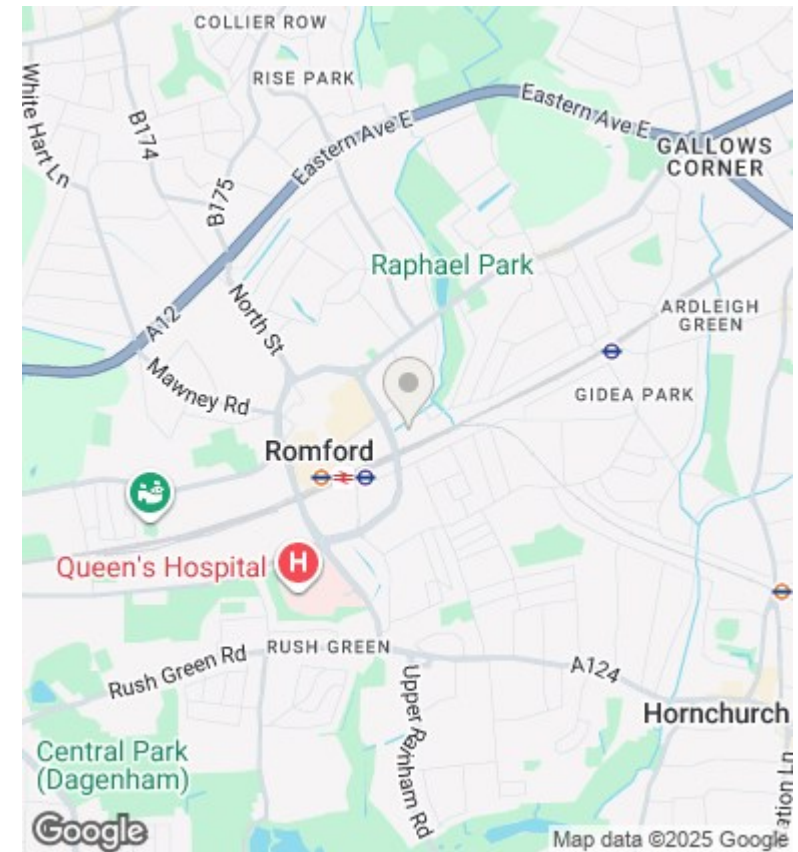 COLLIER ROW
RISE PARK
White Hart Ln
B174
B175
Eastern Ave E
Eastern Ave E
GALLOWS
CORNER
Raphael Park
North St
A12
ARDLEIGH
GREEN
Mawney Rd
GIDEA PARK
Romford
Queen's Hospital
H
RUSH GREEN
Rush Green Rd
A124
Upper Rainham Rd
Hornchurch
Central Park
(Dagenham)
ation Ln
Google
Map data ©2025 Google